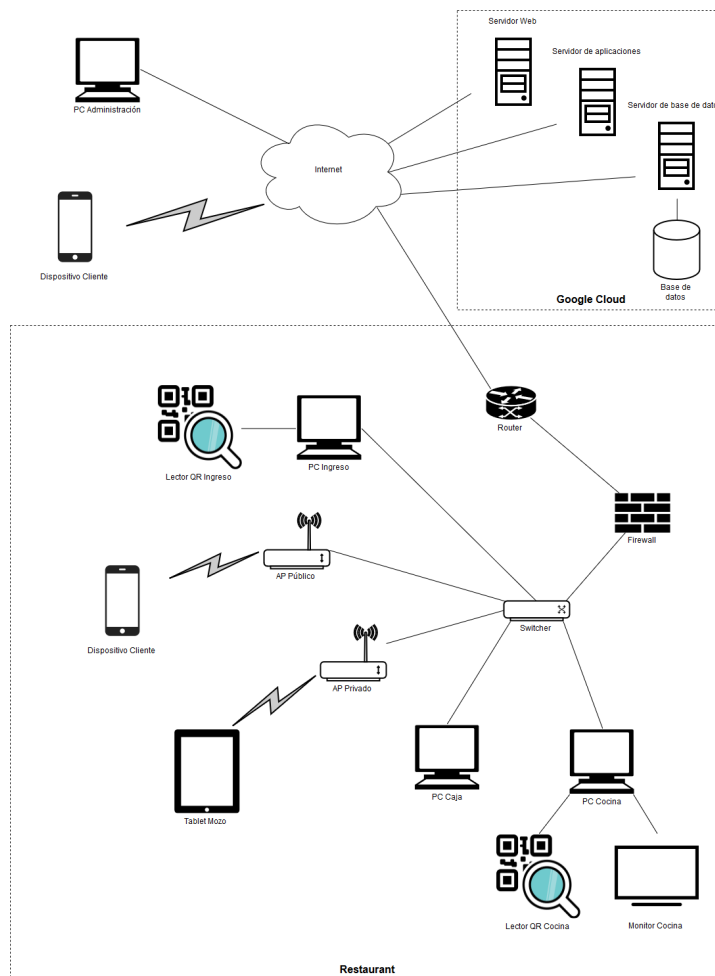 Servidor Web
Servidor de aplicaciones
Servidor de base de dato
PC Administración
Internet
Dispositivo Cliente
Base de
datos
Google Cloud
Router
Lector QR Ingreso
PC Ingreso
Firewall
AP Público
Dispositivo Cliente
Switcher
AP Privado
Tablet Mozo
PC Caja
PC Cocina
Lector QR Cocina
Monitor Cocina
Restaurant